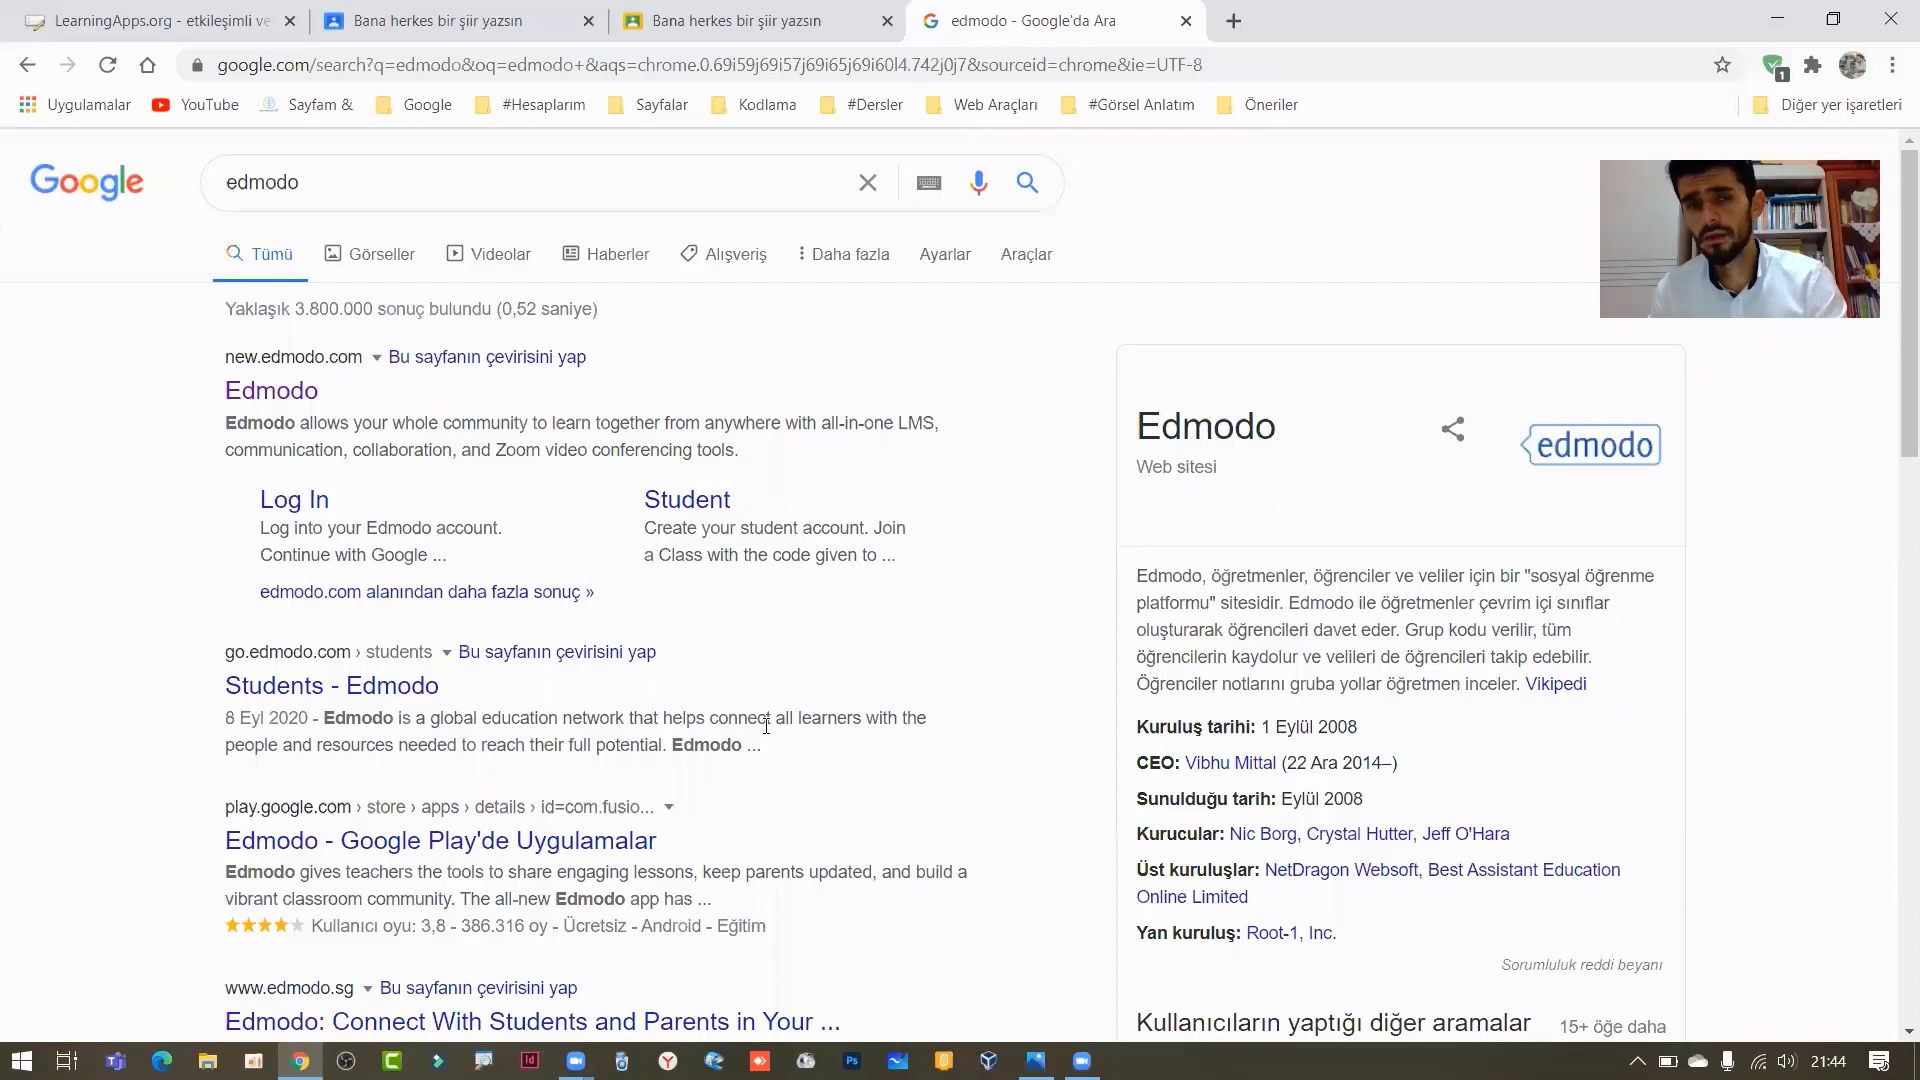 LearningApps.org - etkileşimli ve
Bana herkes bir şiir yazsın
Bana herkes bir şiir yazsın
edmodo - Google'da Ara
google.com/search?q=edmodo&oq=edmodo+&aqs=chrome.0.69i59j69i57j69i65j69i60l4.742j0j7&sourceid=chrome&ie=UTF-8
1
Uygulamalar YouTube Sayfam & Google #Hesaplarım Sayfalar Kodlama #Dersler Web Araçları #Görsel Anlatım Öneriler Diğer yer işaretleri
Google
edmodo
Tümü Görseller Videolar Haberler Alışveriş Daha fazla Ayarlar Araçlar
Yaklaşık 3.800.000 sonuç bulundu (0,52 saniye)
new.edmodo.com Bu sayfanın çevirisini yap
Edmodo
Edmodo allows your whole community to learn together from anywhere with all-in-one LMS,
communication, collaboration, and Zoom video conferencing tools.
Log In
Log into your Edmodo account.
Continue with Google ...
Student
Create your student account. Join
a Class with the code given to ...
edmodo.com alanından daha fazla sonuç »
go.edmodo.com › students Bu sayfanın çevirisini yap
Students - Edmodo
8 Eyl 2020 - Edmodo is a global education network that helps connect all learners with the
people and resources needed to reach their full potential. Edmodo ...
play.google.com › store › apps › details › id=com.fusio...
Edmodo - Google Play'de Uygulamalar
Edmodo gives teachers the tools to share engaging lessons, keep parents updated, and build a
vibrant classroom community. The all-new Edmodo app has ...
Kullanıcı oyu: 3,8 - 386.316 oy - Ücretsiz - Android - Eğitim
www.edmodo.sg Bu sayfanın çevirisini yap
Edmodo: Connect With Students and Parents in Your ...
Edmodo
Web sitesi
edmodo
Edmodo, öğretmenler, öğrenciler ve veliler için bir "sosyal öğrenme
platformu" sitesidir. Edmodo ile öğretmenler çevrim içi sınıflar
oluşturarak öğrencileri davet eder. Grup kodu verilir, tüm
öğrencilerin kaydolur ve velileri de öğrencileri takip edebilir.
Öğrenciler notlarını gruba yollar öğretmen inceler. Vikipedi
Kuruluş tarihi: 1 Eylül 2008
CEO: Vibhu Mittal (22 Ara 2014–)
Sunulduğu tarih: Eylül 2008
Kurucular: Nic Borg, Crystal Hutter, Jeff O'Hara
Üst kuruluşlar: NetDragon Websoft, Best Assistant Education
Online Limited
Yan kuruluş: Root-1, Inc.
Sorumluluk reddi beyanı
Kullanıcıların yaptığı diğer aramalar 15+ öğe daha
Id
Ps
21:44